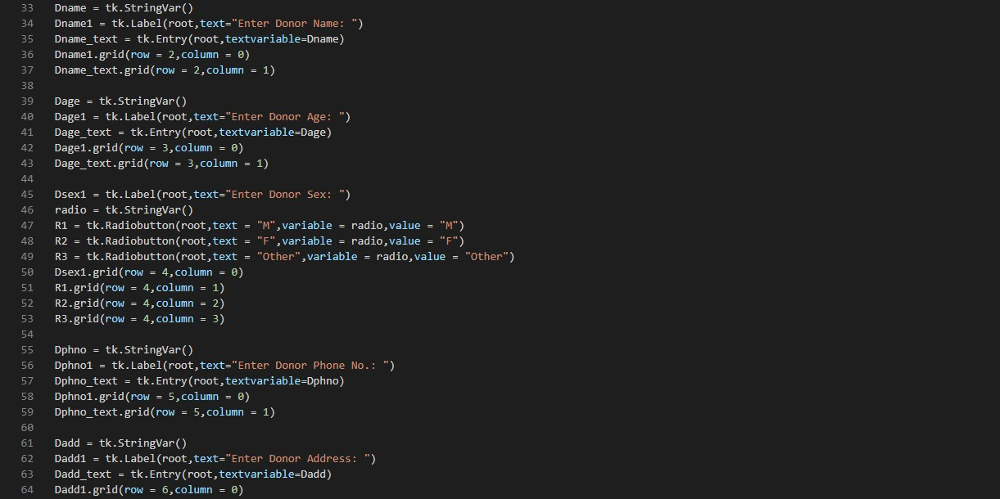 33 Dname = tk.StringVar()
34 Dname1 = tk.Label(root,text="Enter Donor Name: ")
35 Dname_text = tk.Entry(root,textvariable=Dname)
36 Dname1.grid(row = 2,column = 0)
37 Dname_text.grid(row = 2,column = 1)
38
39 Dage = tk.StringVar()
40 Dage1 = tk.Label(root,text="Enter Donor Age: ")
41 Dage_text = tk.Entry(root,textvariable=Dage)
42 Dage1.grid(row = 3,column = 0)
43 Dage_text.grid(row = 3,column = 1)
44
45 Dsex1 = tk.Label(root,text="Enter Donor Sex: ")
46 radio = tk.StringVar()
47 R1 = tk.Radiobutton(root,text = "M",variable = radio,value = "M")
48 R2 = tk.Radiobutton(root,text = "F",variable = radio,value = "F")
49 R3 = tk.Radiobutton(root,text = "Other",variable = radio,value = "Other")
50 Dsex1.grid(row = 4,column = 0)
51 R1.grid(row = 4,column = 1)
52 R2.grid(row = 4,column = 2)
53 R3.grid(row = 4,column = 3)
54
55 Dphno = tk.StringVar()
56 Dphno1 = tk.Label(root,text="Enter Donor Phone No.: ")
57 Dphno_text = tk.Entry(root,textvariable=Dphno)
58 Dphno1.grid(row = 5,column = 0)
59 Dphno_text.grid(row = 5,column = 1)
60
61 Dadd = tk.StringVar()
62 Dadd1 = tk.Label(root,text="Enter Donor Address: ")
63 Dadd_text = tk.Entry(root,textvariable=Dadd)
64 Dadd1.grid(row = 6,column = 0)